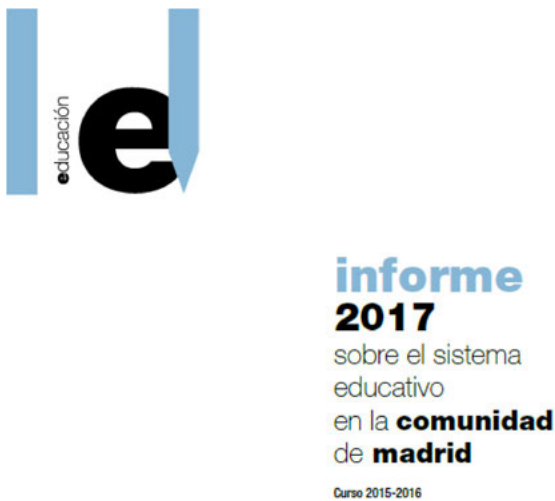 educación
e
informe
2017
sobre el sistema
educativo
en la comunidad
de madrid
Curso 2015-2016